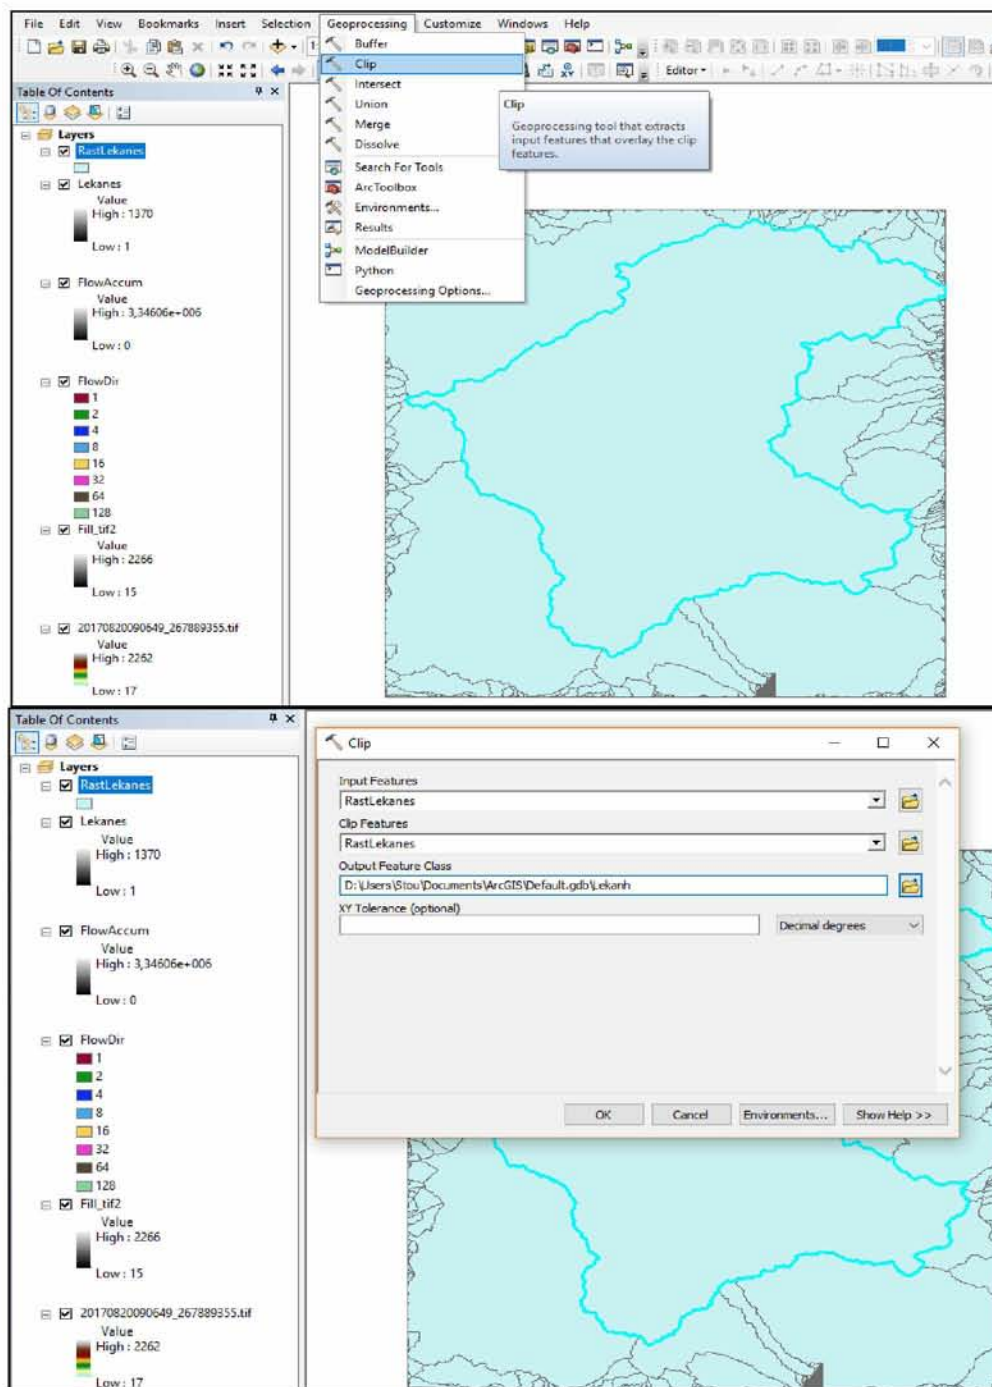 File Edit View Bookmarks Insert Selection Geoprocessing Customize Windows Help
Editor
Buffer
Clip
Intersect
Union
Merge
Dissolve
Search For Tools
ArcToolbox
Environments...
Results
ModelBuilder
Python
Geoprocessing Options...
Clip
Geoprocessing tool that extracts
input features that overlay the clip
features.
Table Of Contents
Layers
RastLekanes
Lekanes
Value
High : 1370
Low : 1
FlowAccum
Value
High : 3,34606e+006
Low : 0
FlowDir
1
2
4
8
16
32
64
128
Fill_tif2
Value
High : 2266
Low : 15
20170820090649_267889355.tif
Value
High : 2262
Low : 17
Table Of Contents
Layers
RastLekanes
Lekanes
Value
High : 1370
Low : 1
FlowAccum
Value
High : 3,34606e+006
Low : 0
FlowDir
1
2
4
8
16
32
64
128
Fill_tif2
Value
High : 2266
Low : 15
20170820090649_267889355.tif
Value
High : 2262
Low : 17
Clip
Input Features
RastLekanes
Clip Features
RastLekanes
Output Feature Class
D:\Users\Stou\Documents\ArcGIS\Default.gdb\Lekanh
XY Tolerance (optional)
Decimal degrees
OK Cancel Environments... Show Help >>